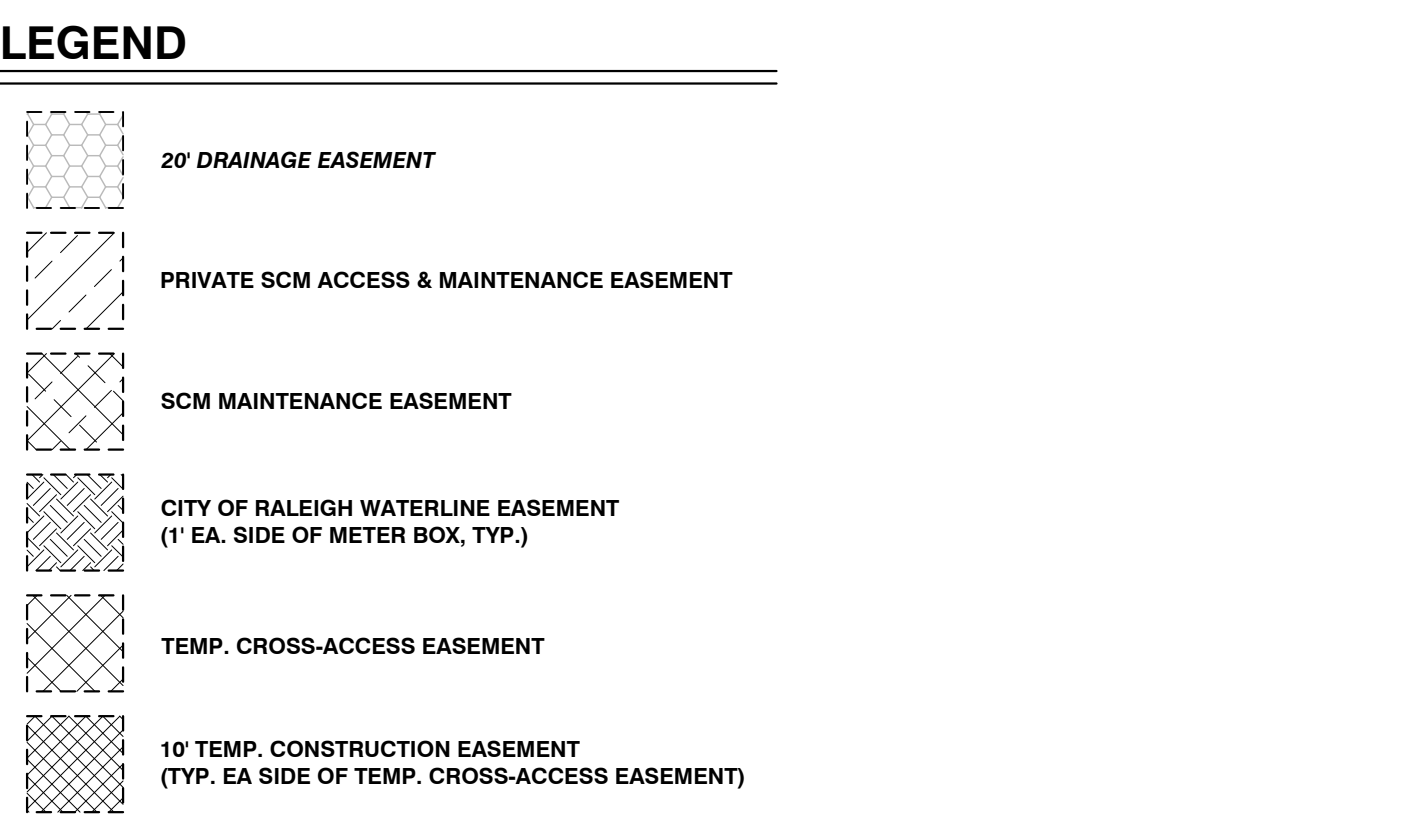 LEGEND
20' DRAINAGE EASEMENT
PRIVATE SCM ACCESS & MAINTENANCE EASEMENT
SCM MAINTENANCE EASEMENT
CITY OF RALEIGH WATERLINE EASEMENT
(1' EA. SIDE OF METER BOX, TYP.)
TEMP. CROSS-ACCESS EASEMENT
10' TEMP. CONSTRUCTION EASEMENT
(TYP. EA SIDE OF TEMP. CROSS-ACCESS EASEMENT)